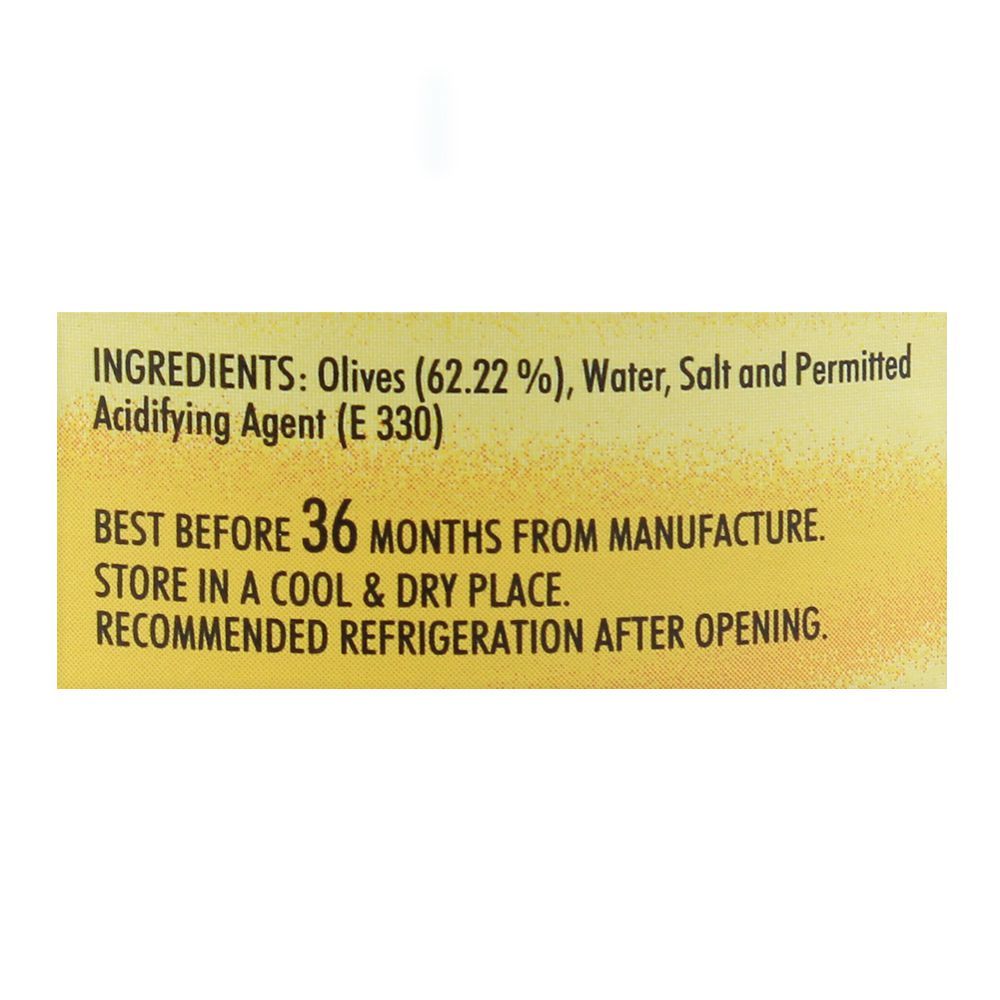 INGREDIENTS: Olives (62.22 %), Water, Salt and Permitted
Acidifying Agent (E 330)
BEST BEFORE 36 MONTHS FROM MANUFACTURE.
STORE IN A COOL & DRY PLACE.
RECOMMENDED REFRIGERATION AFTER OPENING.